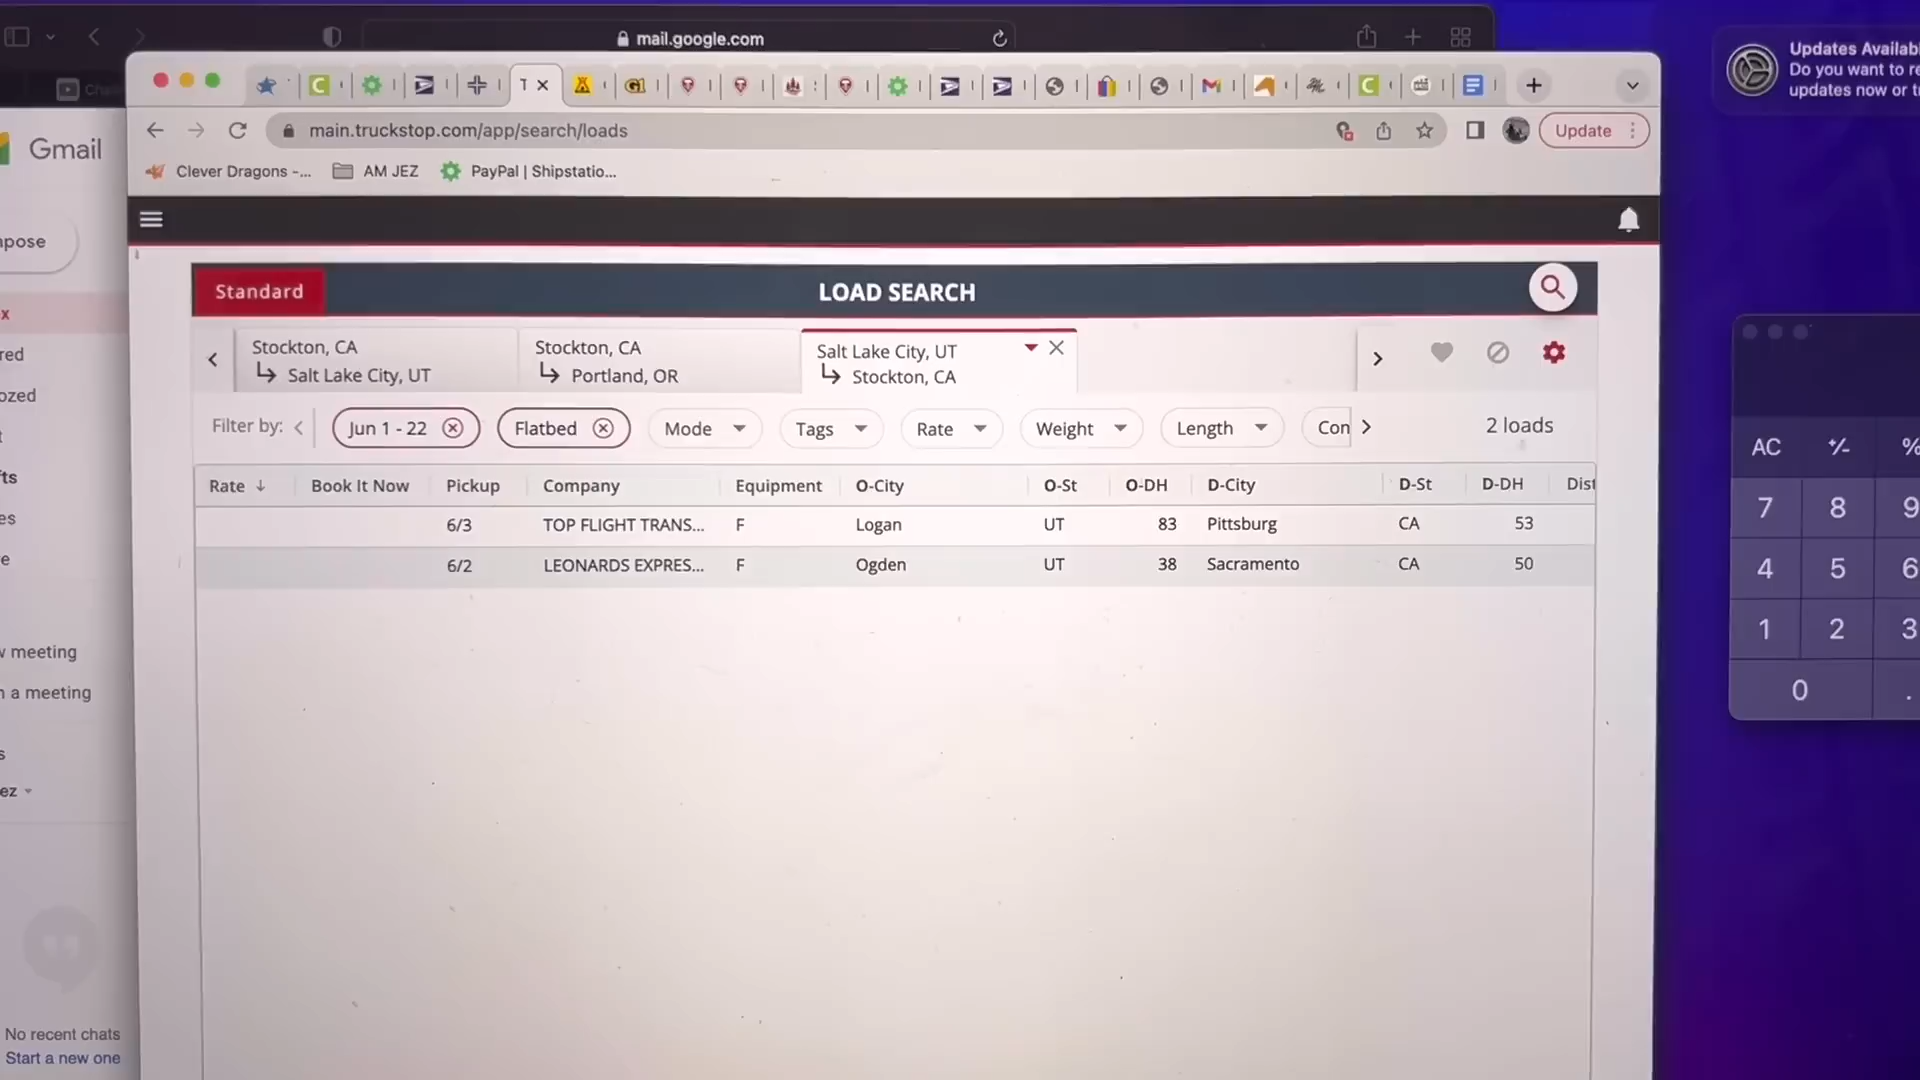 mail.google.com
Updates Availab
Do you want to re
updates now or tr
main.truckstop.com/app/search/loads
Update
Gmail
Clever Dragons -...
AM JEZ
PayPal | Shipstatio...
mpose
Standard
LOAD SEARCH
Stockton, CA
Salt Lake City, UT
Stockton, CA
Portland, OR
Salt Lake City, UT
Stockton, CA
Filter by:
Jun 1 - 22
Flatbed
Mode
Tags
Rate
Weight
Length
Con
2 loads
Rate
Book It Now
Pickup
Company
Equipment
O-City
O-St
O-DH
D-City
D-St
D-DH
Dist
6/3
TOP FLIGHT TRANS...
F
Logan
UT
83
Pittsburg
CA
53
6/2
LEONARDS EXPRES...
F
Ogden
UT
38
Sacramento
CA
50
x
red
ozed
t
fts
es
e
w meeting
n a meeting
s
ez
No recent chats
Start a new one
AC
+/-
%
7
8
9
4
5
6
1
2
3
0
.